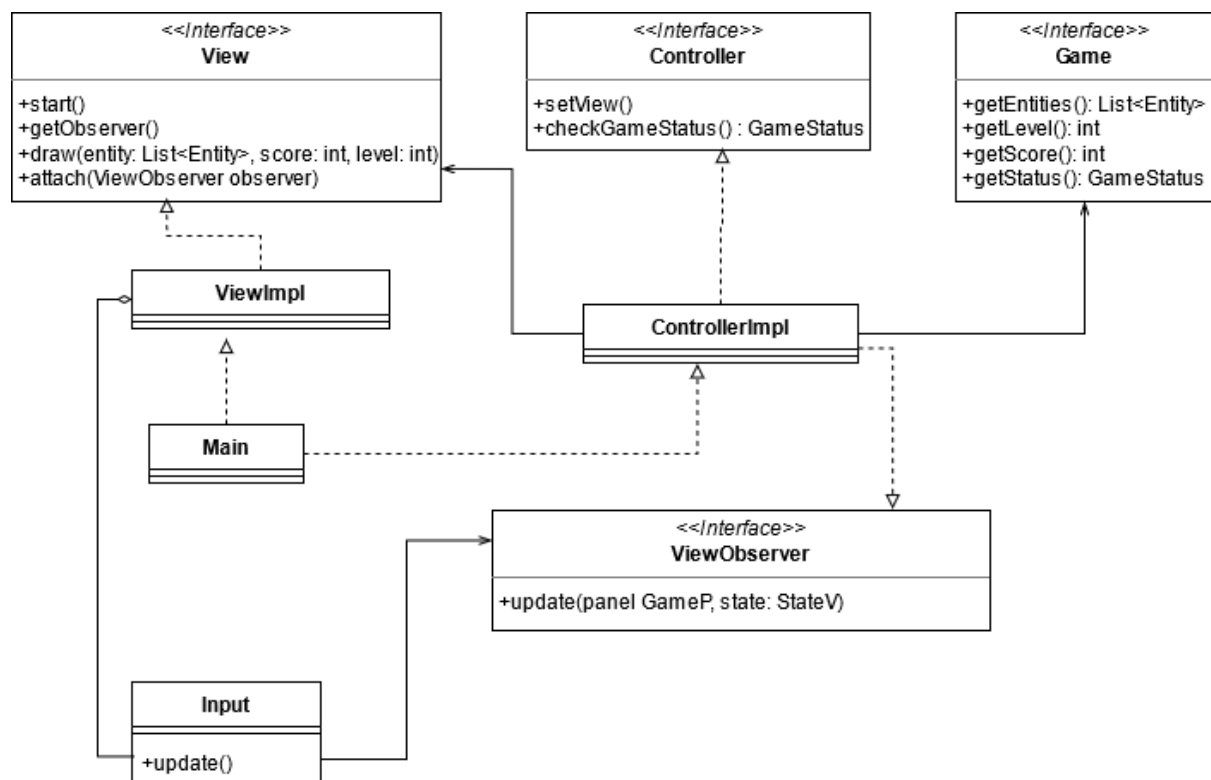 <<Interface>>
View
+start()
+getObserver()
+draw(entity: List<Entity>, score: int, level: int)
+attach(ViewObserver observer)
<<Interface>>
Controller
+setView()
+checkGameStatus() : GameStatus
<<Interface>>
Game
+getEntities(): List<Entity>
+getLevel(): int
+getScore(): int
+getStatus(): GameStatus
ViewImpl
ControllerImpl
Main
<<Interface>>
ViewObserver
+update(panel GameP, state: StateV)
Input
+update()